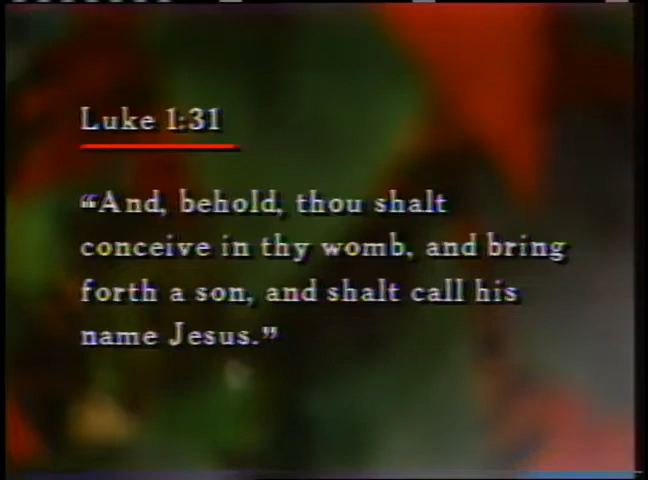 Luke 1:31
“And, behold, thou shalt
conceive in thy womb, and bring
forth a son, and shalt call his
name Jesus.”